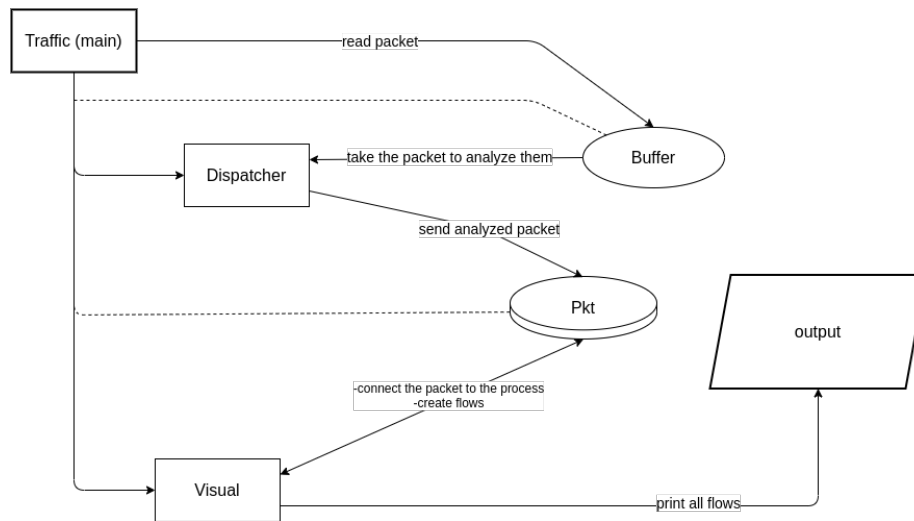 Traffic (main)
read packet
Buffer
take the packet to analyze them
Dispatcher
send analyzed packet
Pkt
output
-connect the packet to the process
-create flows
Visual
print all flows